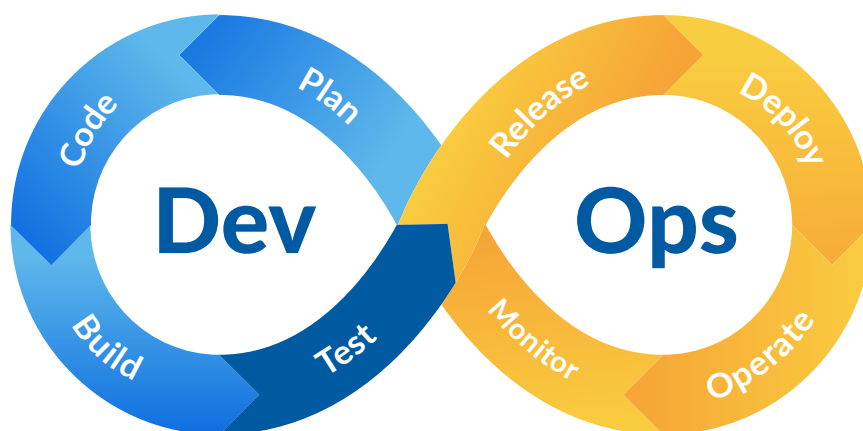 Plan
Code
Build
Test
Release
Deploy
Operate
Monitor
Dev
Ops